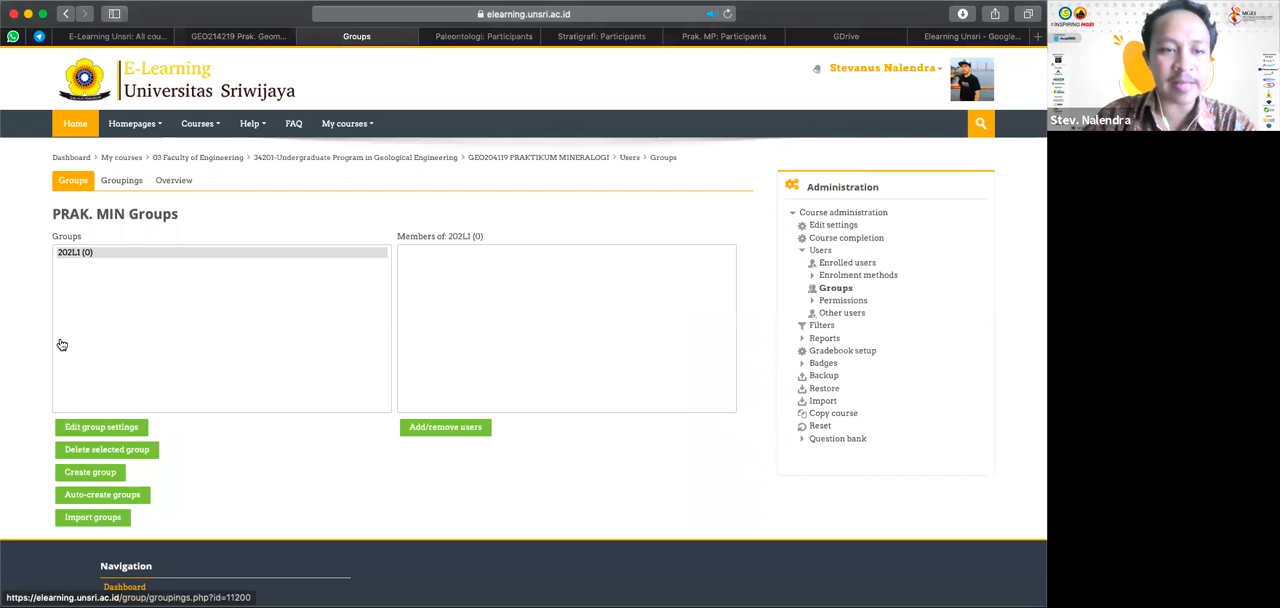 elearning.unsri.ac.id
E-Learning Unsri: All cou...
GEO214219 Prak. Geom...
Groups
Paleontologi: Participants
Stratigrafi: Participants
Prak. MP: Participants
GDrive
Elearning Unsri - Google...
E-Learning
Universitas Sriwijaya
Stevanus Nalendra
Home
Homepages
Courses
Help
FAQ
My courses
Dashboard
My courses
03 Faculty of Engineering
34201-Undergraduate Program in Geological Engineering
GEO204119 PRAKTIKUM MINERALOGI
Users
Groups
Groups
Groupings
Overview
PRAK. MIN Groups
Groups
202L1 (0)
Edit group settings
Delete selected group
Create group
Auto-create groups
Import groups
Members of: 202L1 (0)
Add/remove users
Administration
Course administration
Edit settings
Course completion
Users
Enrolled users
Enrolment methods
Groups
Permissions
Other users
Filters
Reports
Gradebook setup
Badges
Backup
Restore
Import
Copy course
Reset
Question bank
Navigation
Dashboard
https://elearning.unsri.ac.id/group/groupings.php?id=11200
MGEI
Stev. Nalendra